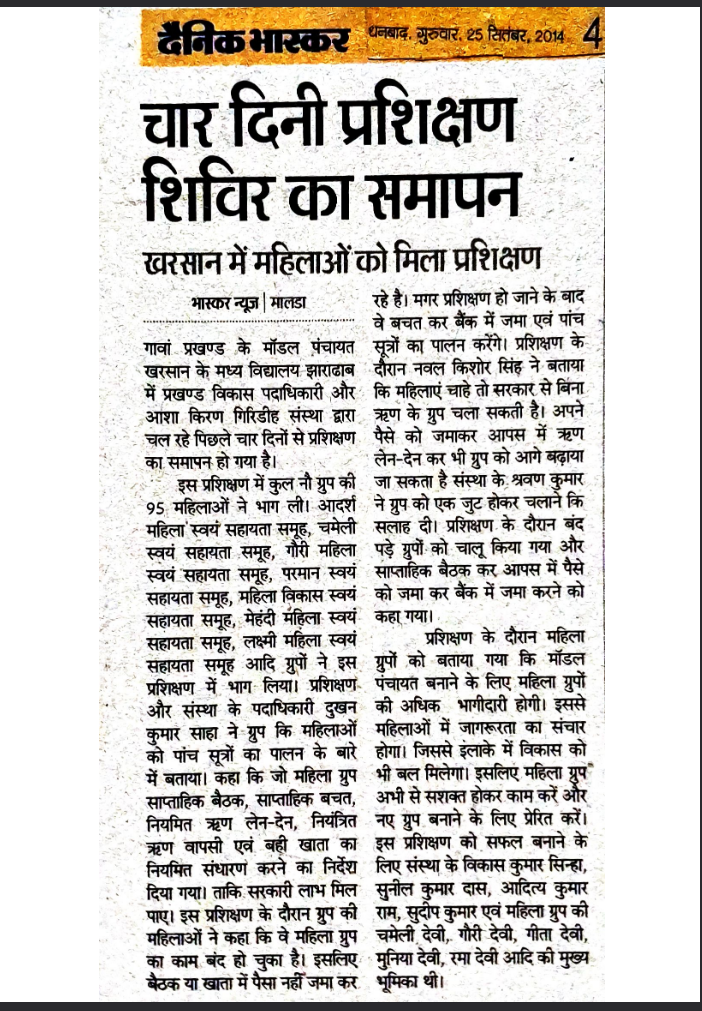 दैनिक भास्कर धनबाद, गुरुवार, 25 सितंबर, 2014 4
चार दिनी प्रशिक्षण
शिविर का समापन
खरसान में महिलाओं को मिला प्रशिक्षण
भास्कर न्यूज | मालडा
गावां प्रखण्ड के मॉडल पंचायत
खरसान के मध्य विद्यालय झाराढाब
में प्रखण्ड विकास पदाधिकारी और
आशा किरण गिरिडीह संस्था द्वारा
चल रहे पिछले चार दिनों से प्रशिक्षण
का समापन हो गया है।
इस प्रशिक्षण में कुल नौ ग्रुप की
95 महिलाओं ने भाग ली। आदर्श
महिला स्वयं सहायता समूह, चमेली
स्वयं सहायता समूह, गौरी महिला
स्वयं सहायता समूह, परमान स्वयं
सहायता समूह, महिला विकास स्वयं
सहायता समूह, मेहंदी महिला स्वयं
सहायता समूह, लक्ष्मी महिला स्वयं
सहायता समूह आदि ग्रुपों ने इस
प्रशिक्षण में भाग लिया। प्रशिक्षण
और संस्था के पदाधिकारी दुखन
कुमार साहा ने ग्रुप कि महिलाओं
को पांच सूत्रों का पालन के बारे
में बताया। कहा कि जो महिला ग्रुप
साप्ताहिक बैठक, साप्ताहिक बचत,
नियमित ऋण लेन-देन, नियंत्रित
ऋण वापसी एवं बही खाता का
नियमित संधारण करने का निर्देश
दिया गया। ताकि सरकारी लाभ मिल
पाए। इस प्रशिक्षण के दौरान ग्रुप की
महिलाओं ने कहा कि वे महिला ग्रुप
का काम बंद हो चुका है। इसलिए
बैठक या खाता में पैसा नहीं जमा कर
रहे है। मगर प्रशिक्षण हो जाने के बाद
वे बचत कर बैंक में जमा एवं पांच
सूत्रों का पालन करेंगे। प्रशिक्षण के
दौरान नवल किशोर सिंह ने बताया
कि महिलाएं चाहे तो सरकार से बिना
ऋण के ग्रुप चला सकती है। अपने
पैसे को जमाकर आपस में ऋण
लेन-देन कर भी ग्रुप को आगे बढ़ाया
जा सकता है संस्था के श्रवण कुमार
ने ग्रुप को एक जुट होकर चलाने कि
सलाह दी। प्रशिक्षण के दौरान बंद
पड़े ग्रुपों को चालू किया गया और
साप्ताहिक बैठक कर आपस में पैसे
को जमा कर बैंक में जमा करने को
कहा गया।
प्रशिक्षण के दौरान महिला
ग्रुपों को बताया गया कि मॉडल
पंचायत बनाने के लिए महिला ग्रुपों
की अधिक भागीदारी होगी। इससे
महिलाओं में जागरूरता का संचार
होगा। जिससे इलाके में विकास को
भी बल मिलेगा। इसलिए महिला ग्रुप
अभी से सशक्त होकर काम करें और
नए ग्रुप बनाने के लिए प्रेरित करें।
इस प्रशिक्षण को सफल बनाने के
लिए संस्था के विकास कुमार सिन्हा,
सुनील कुमार दास, आदित्य कुमार
राम, सुदीप कुमार एवं महिला ग्रुप की
चमेली देवी, गौरी देवी, गीता देवी,
मुनिया देवी, रमा देवी आदि की मुख्य
भूमिका थी।